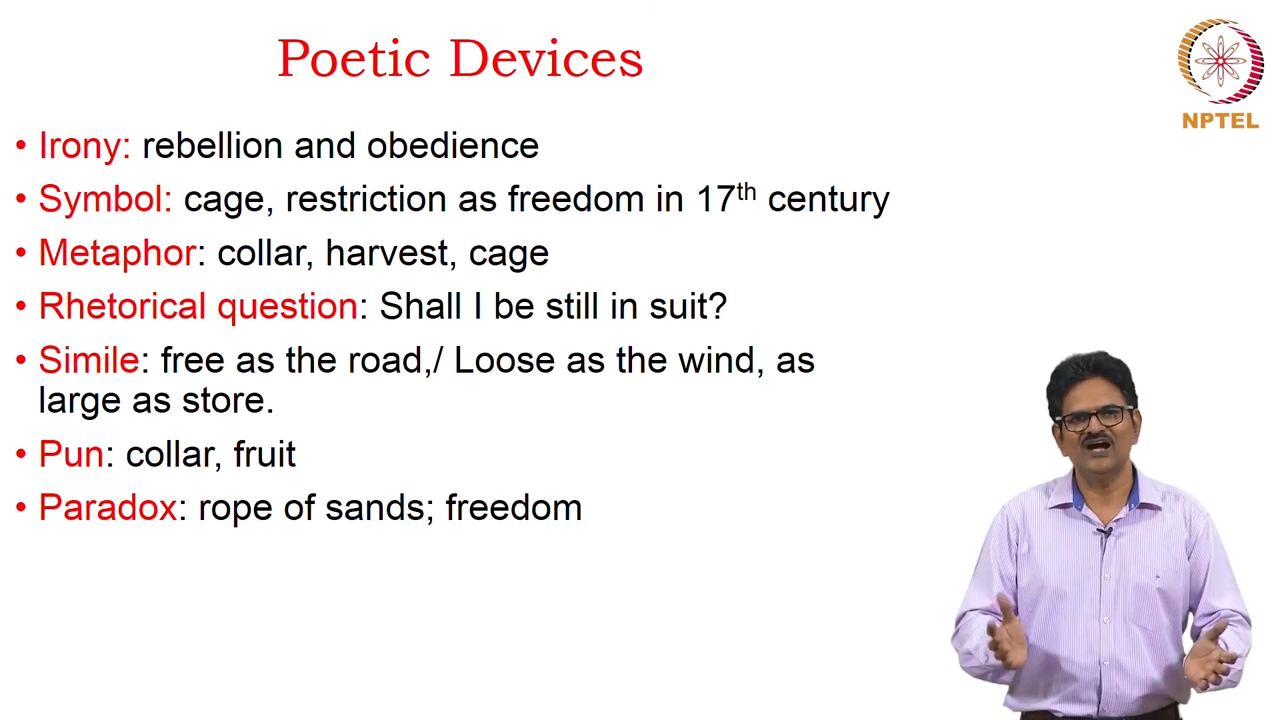 Poetic Devices
NPTEL
• Irony: rebellion and obedience
• Symbol: cage, restriction as freedom in 17th century
• Metaphor: collar, harvest, cage
• Rhetorical question: Shall I be still in suit?
• Simile: free as the road,/ Loose as the wind, as
large as store.
• Pun: collar, fruit
• Paradox: rope of sands; freedom